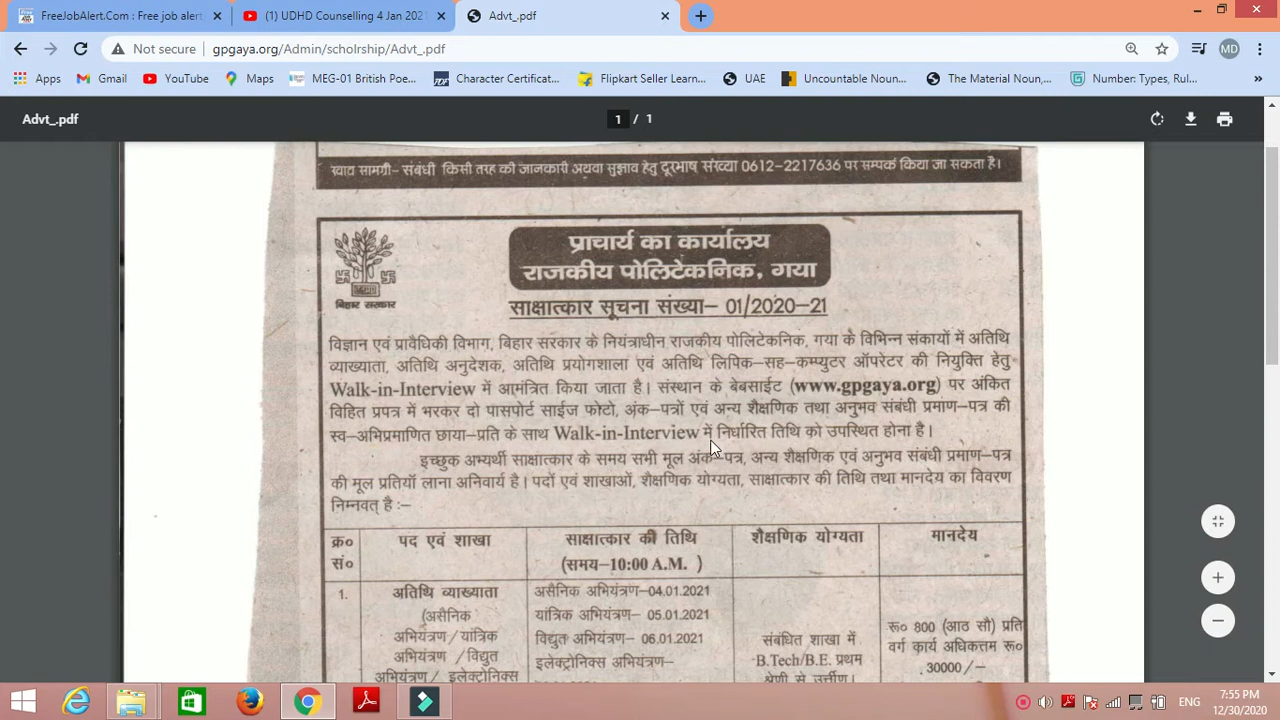 FreeJobAlert.Com : Free job alert,
(1) UDHD Counselling 4 Jan 2021
Advt_.pdf
Not secure
gpgaya.org/Admin/scholrship/Advt_.pdf
MD
Apps
Gmail
YouTube
Maps
MEG-01 British Poe...
Character Certificat...
Flipkart Seller Learn...
UAE
Uncountable Noun...
The Material Noun,...
Number: Types, Rul...
»
Advt_.pdf
1 / 1
सामग्री- संबंधी किसी तरह की जानकारी अथवा सुझाव हेतु दूरभाष संख्या 0612-2217636 पर सम्पर्क किया जा सकता है।
बिहार सरकार
प्राचार्य का कार्यालय
राजकीय पोलिटेकनिक, गया
साक्षात्कार सूचना संख्या- 01/2020-21
विज्ञान एवं प्रावैधिकी विभाग, बिहार सरकार के नियंत्राधीन राजकीय पोलिटेकनिक, गया के विभिन्न संकायों में अतिथि
व्याख्याता, अतिथि अनुदेशक, अतिथि प्रयोगशाला एवं अतिथि लिपिक-सह-कम्प्युटर ऑपरेटर की नियुक्ति हेतु
Walk-in-Interview में आमंत्रित किया जाता है। संस्थान के बेबसाईट (www.gpgaya.org) पर अंकित
विहित प्रपत्र में भरकर दो पासपोर्ट साईज फोटो, अंक-पत्रों एवं अन्य शैक्षणिक तथा अनुभव संबंधी प्रमाण-पत्र की
स्व-अभिप्रमाणित छाया-प्रति के साथ Walk-in-Interview में निर्धारित तिथि को उपस्थित होना है।
इच्छुक अभ्यर्थी साक्षात्कार के समय सभी मूल अंक-पत्र, अन्य शैक्षणिक एवं अनुभव संबंधी प्रमाण-पत्र
की मूल प्रतियाँ लाना अनिवार्य है। पदों एवं शाखाओं, शैक्षणिक योग्यता, साक्षात्कार की तिथि तथा मानदेय का विवरण
निम्नवत् है :-
क्र०
सं०
पद एवं शाखा
साक्षात्कार की तिथि
(समय-10:00 A.M. )
शैक्षणिक योग्यता
मानदेय
1.
अतिथि व्याख्याता
(असैनिक
अभियंत्रण/यांत्रिक
अभियंत्रण /विद्युत
अभियंत्रण/ इलेक्ट्रोनिक्स
असैनिक अभियंत्रण-04.01.2021
यांत्रिक अभियंत्रण- 05.01.2021
विद्युत अभियंत्रण- 06.01.2021
इलेक्ट्रोनिक्स अभियंत्रण-
संबंधित शाखा में
B.Tech/B.E. प्रथम
श्रेणी से उत्तीर्ण।
रू० 800 (आठ सौ) प्रति
वर्ग कार्य अधिकत्तम रू०
30000/-
ENG
7:55 PM
12/30/2020